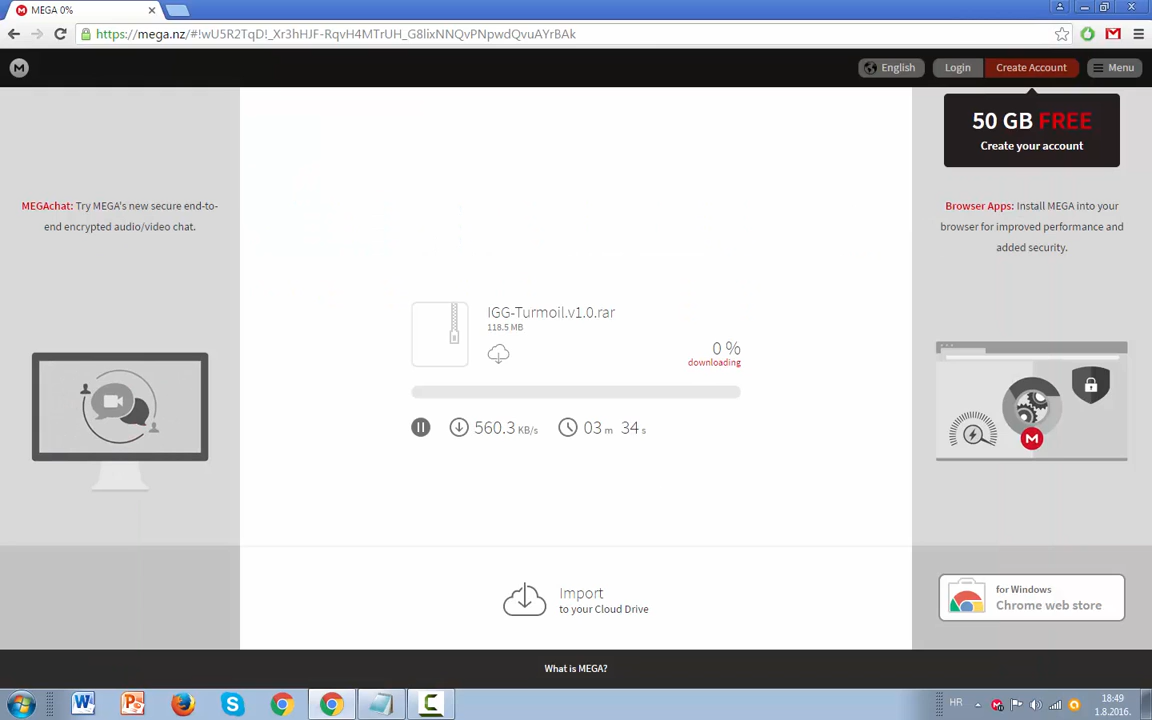 MEGA 0%
https://mega.nz/#!wU5R2TqD!_Xr3hHJF-RqvH4MTrUH_G8lixNNQvPNpwdQvuAYrBAk
English
Login
Create Account
Menu
50 GB FREE
Create your account
MEGAchat: Try MEGA's new secure end-to-
end encrypted audio/video chat.
Browser Apps: Install MEGA into your
browser for improved performance and
added security.
IGG-Turmoil.v1.0.rar
118.5 MB
0 %
downloading
560.3 KB/s
03 m 34 s
Import
to your Cloud Drive
for Windows
Chrome web store
What is MEGA?
HR
18:49
1.8.2016.